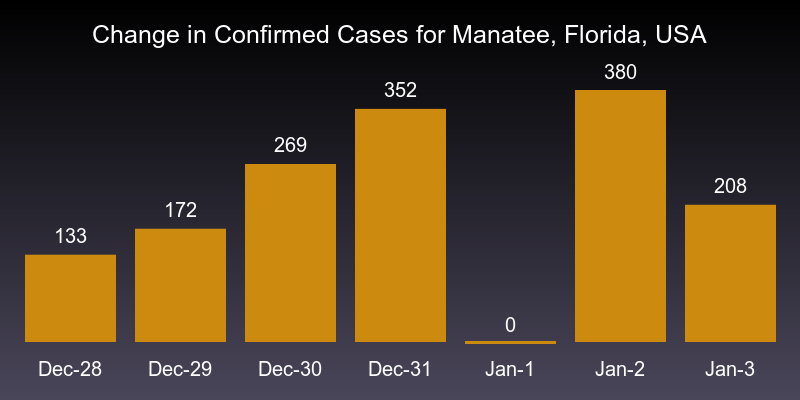 Change in Confirmed Cases for Manatee, Florida, USA
133
172
269
352
0
380
208
Dec-28
Dec-29
Dec-30
Dec-31
Jan-1
Jan-2
Jan-3